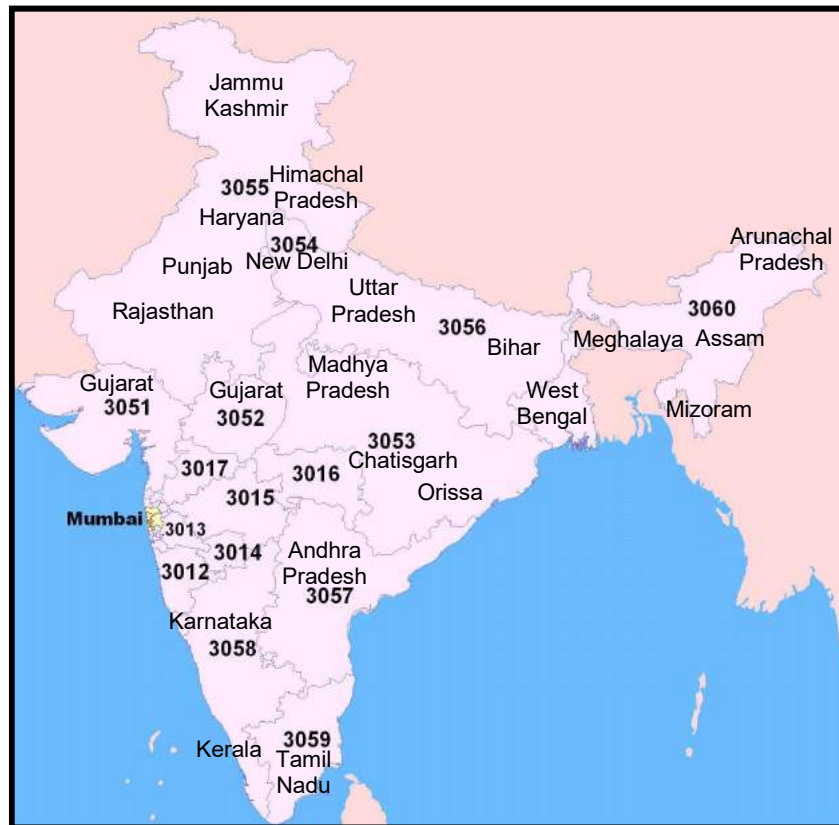 Jammu
Kashmir
3055
Himachal
Pradesh
Haryana
3054
New Delhi
Punjab
Rajasthan
Uttar
Pradesh
3056
Bihar
Arunachal
Pradesh
3060
Meghalaya
Assam
Mizoram
Gujarat
3051
Gujarat
3052
Madhya
Pradesh
West
Bengal
3053
Chatisgarh
Orissa
3017
3016
3015
Mumbai
3013
3014
3012
Andhra
Pradesh
3057
Karnataka
3058
Kerala
3059
Tamil
Nadu